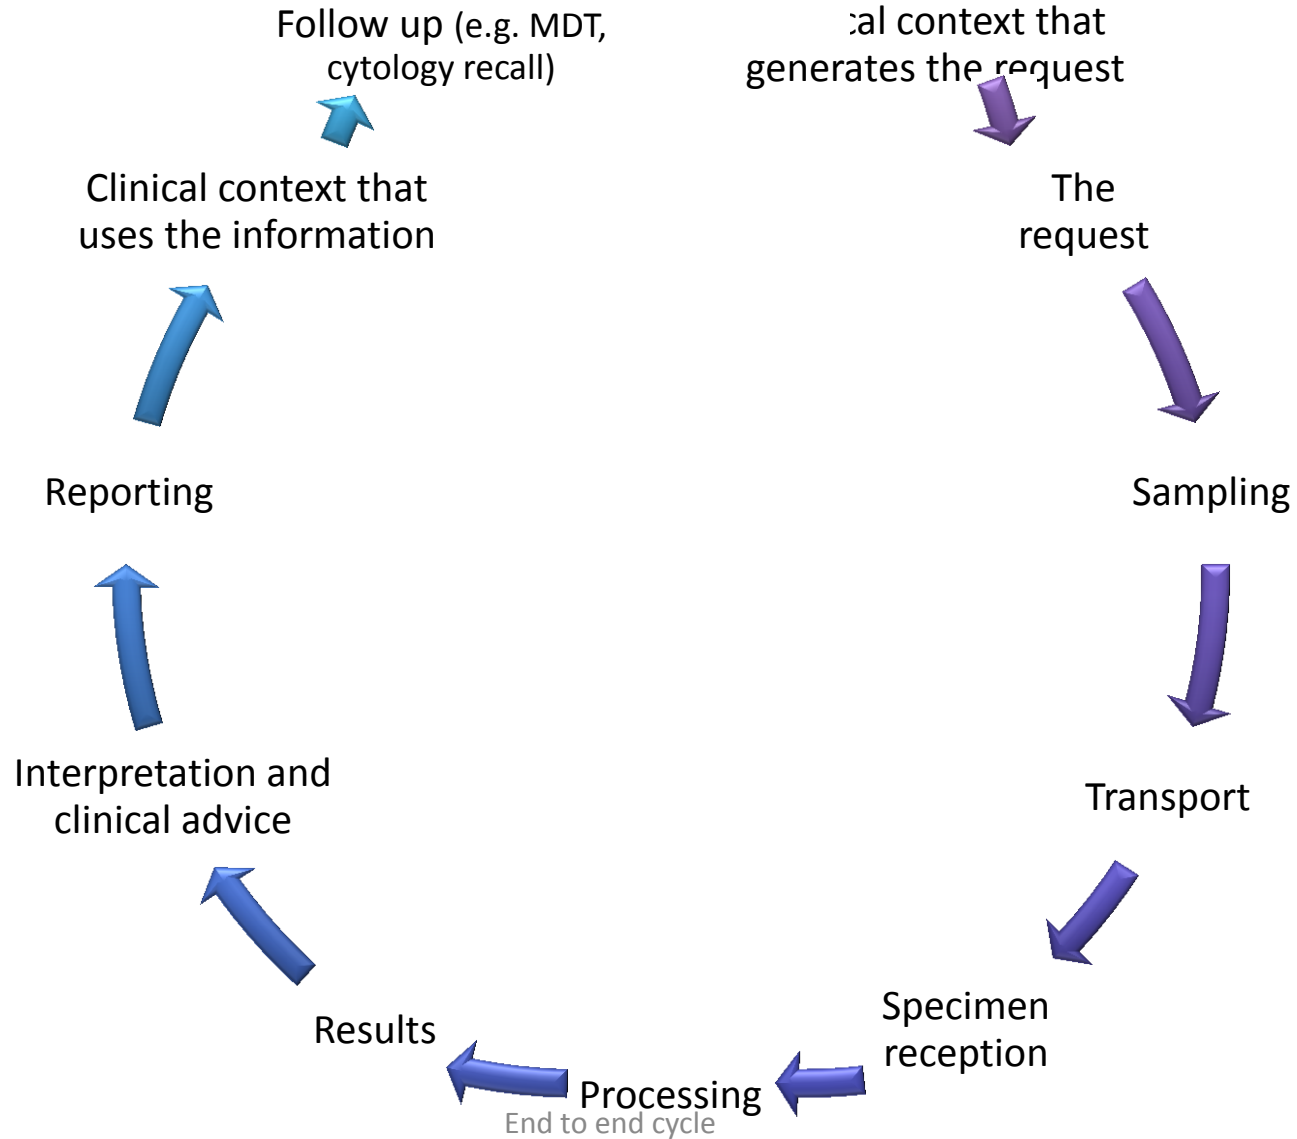 Follow up (e.g. MDT,
cytology recall)
cal context that
generates the request
The
request
Sampling
Transport
Specimen
reception
Processing
Results
Interpretation and
clinical advice
Reporting
Clinical context that
uses the information
End to end cycle